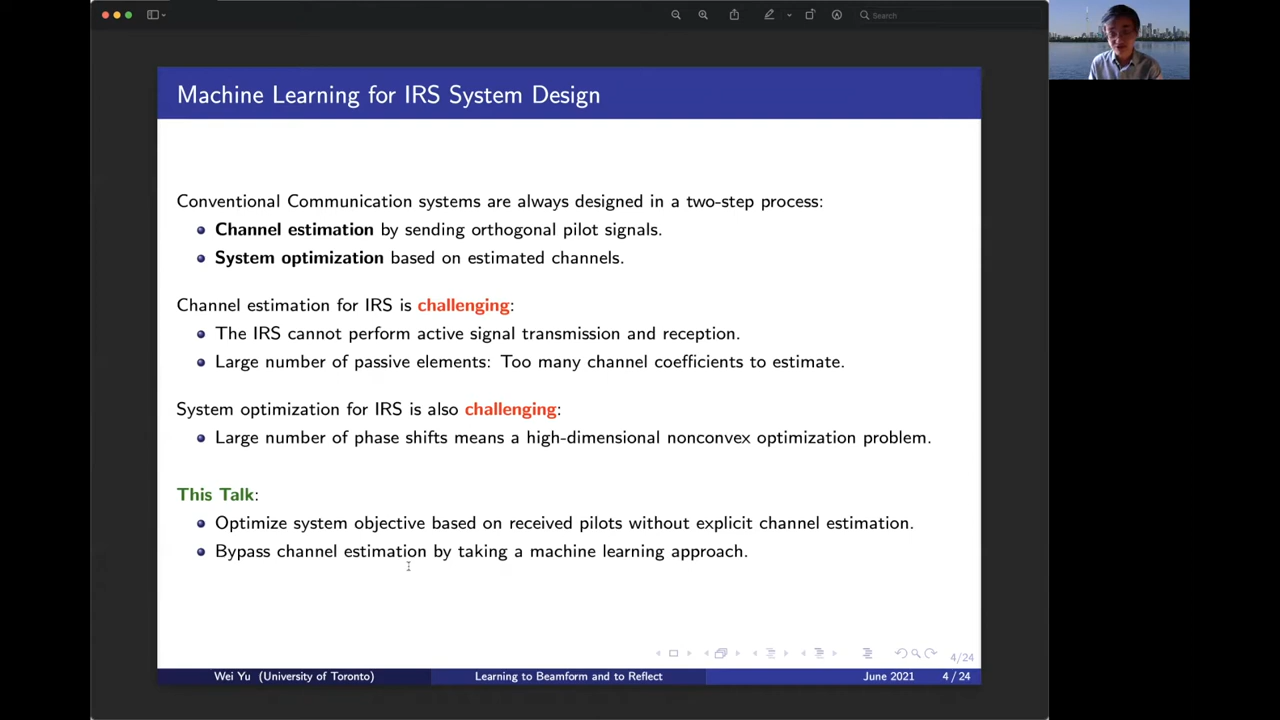 Search
Machine Learning for IRS System Design
Conventional Communication systems are always designed in a two-step process:
Channel estimation by sending orthogonal pilot signals.
System optimization based on estimated channels.
Channel estimation for IRS is challenging:
The IRS cannot perform active signal transmission and reception.
Large number of passive elements: Too many channel coefficients to estimate.
System optimization for IRS is also challenging:
Large number of phase shifts means a high-dimensional nonconvex optimization problem.
This Talk:
Optimize system objective based on received pilots without explicit channel estimation.
Bypass channel estimation by taking a machine learning approach.
4/24
Wei Yu (University of Toronto) Learning to Beamform and to Reflect June 2021 4 / 24